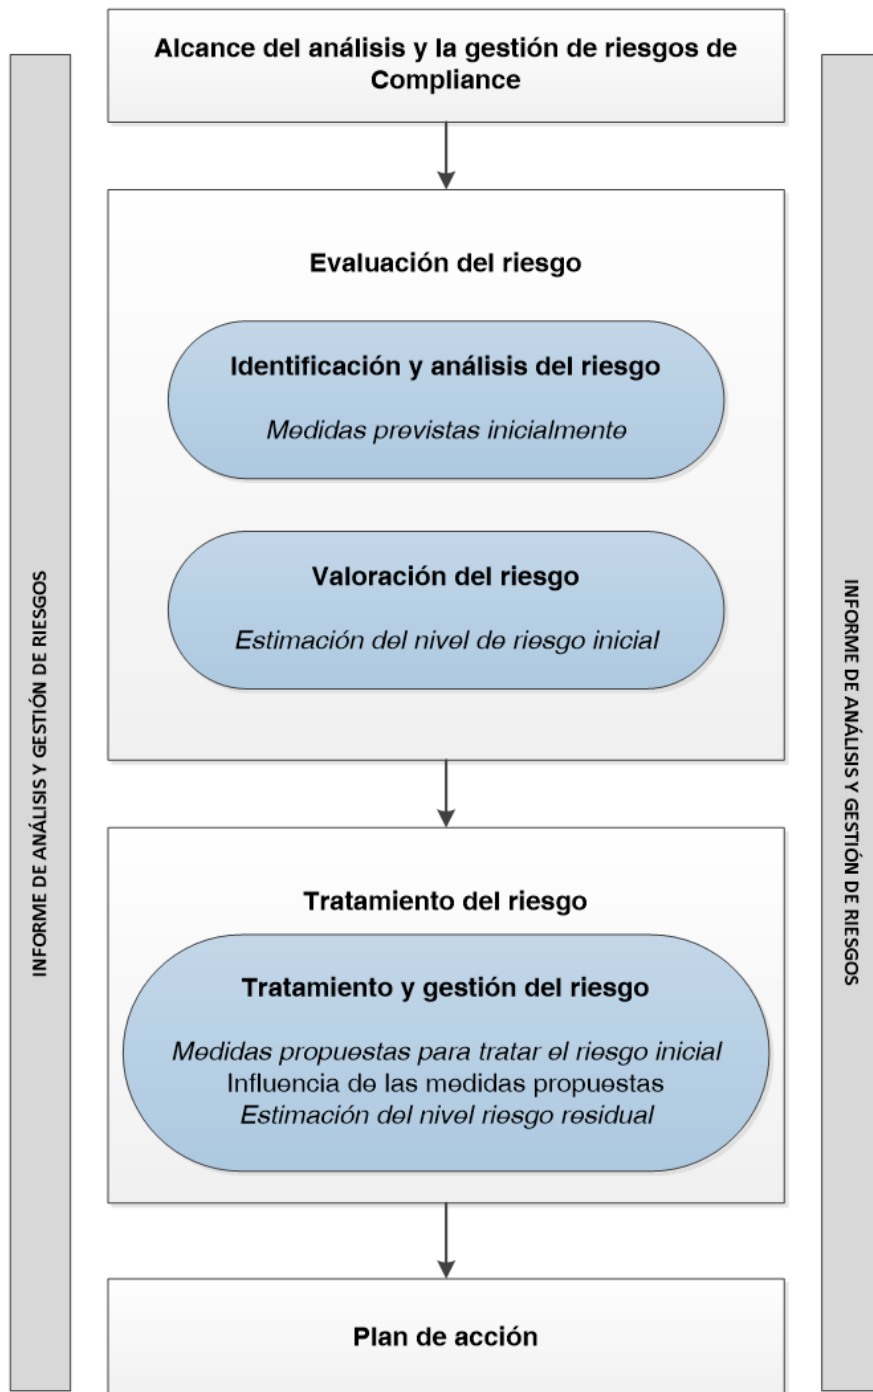 Alcance del análisis y la gestión de riesgos de
Compliance
Evaluación del riesgo
Identificación y análisis del riesgo
Medidas previstas inicialmente
Valoración del riesgo
Estimación del nivel de riesgo inicial
Tratamiento del riesgo
Tratamiento y gestión del riesgo
Medidas propuestas para tratar el riesgo inicial
Influencia de las medidas propuestas
Estimación del nivel riesgo residual
Plan de acción
INFORME DE ANÁLISIS Y GESTIÓN DE RIESGOS
INFORME DE ANÁLISIS Y GESTIÓN DE RIESGOS